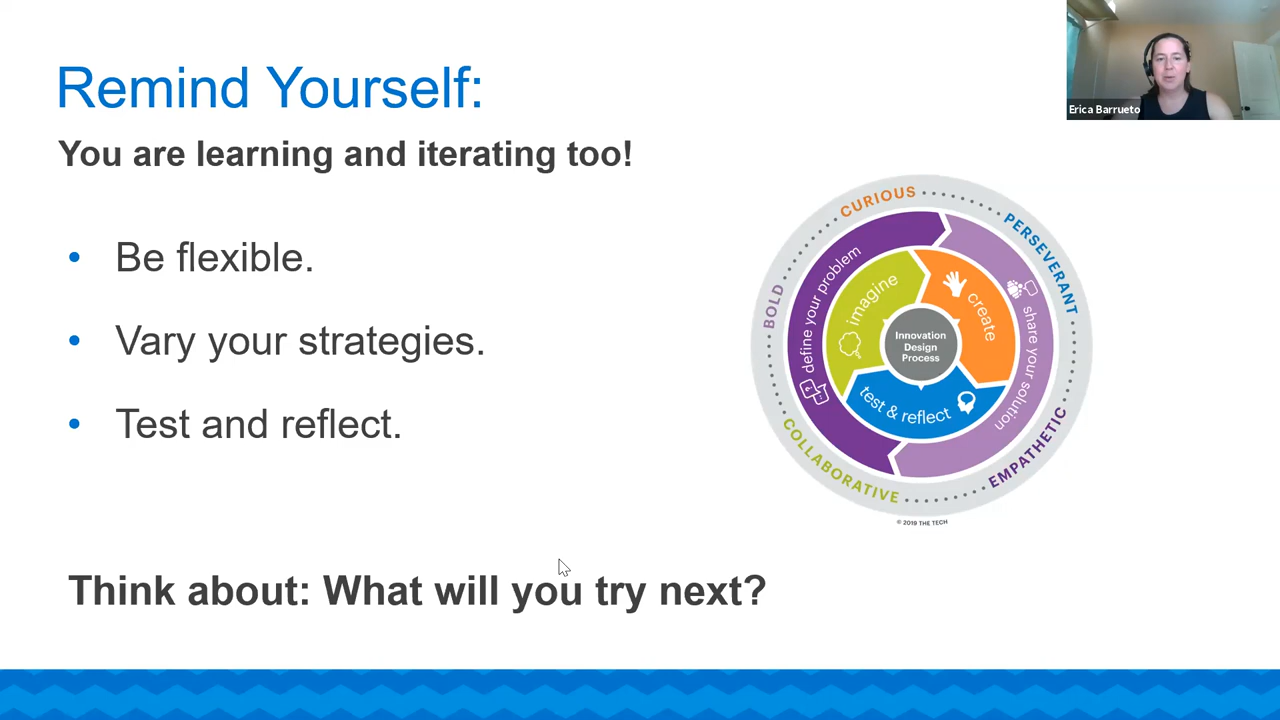 Remind Yourself:
You are learning and iterating too!
• Be flexible.
• Vary your strategies.
• Test and reflect.
Think about: What will you try next?
Erica Barrueto
CURIOUS
PERSEVERANT
EMPATHETIC
COLLABORATIVE
BOLD
define your problem
share your solution
imagine
create
test & reflect
Innovation
Design
Process
© 2019 THE TECH